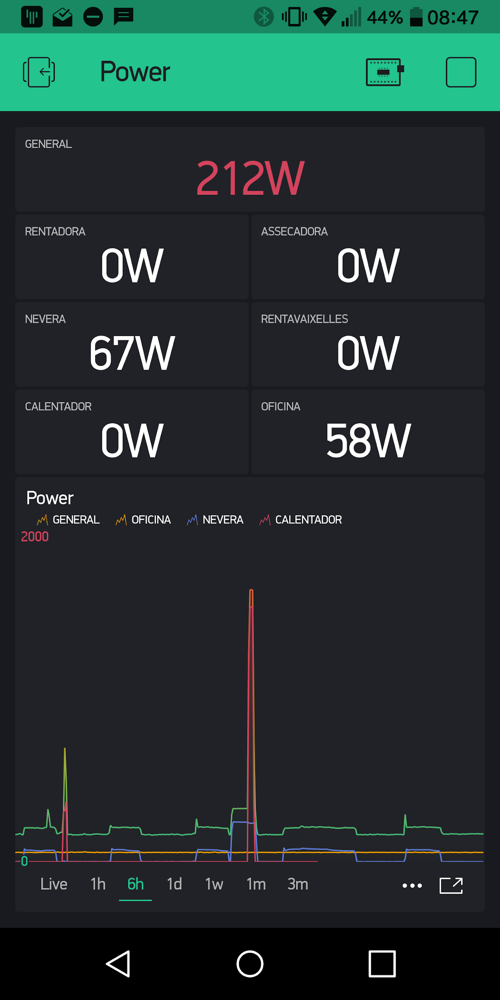 44% 08:47
Power
GENERAL
212W
RENTADORA ASSECADORA
0W 0W
NEVERA RENTAVAIXELLES
67W 0W
CALENTADOR OFICINA
0W 58W
Power
GENERAL OFICINA NEVERA CALENTADOR
2000
0
Live 1h 6h 1d 1w 1m 3m